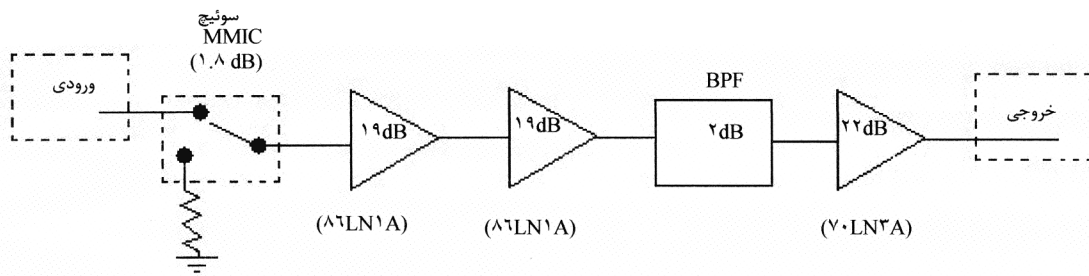 سوئیچ
MMIC
(۱.۸ dB)
ورودی
BPF
خروجی
۱۹dB
۱۹dB
۲dB
۲۲dB
(۸۶LN۱A)
(۸۶LN۱A)
(۷۰LN۳A)